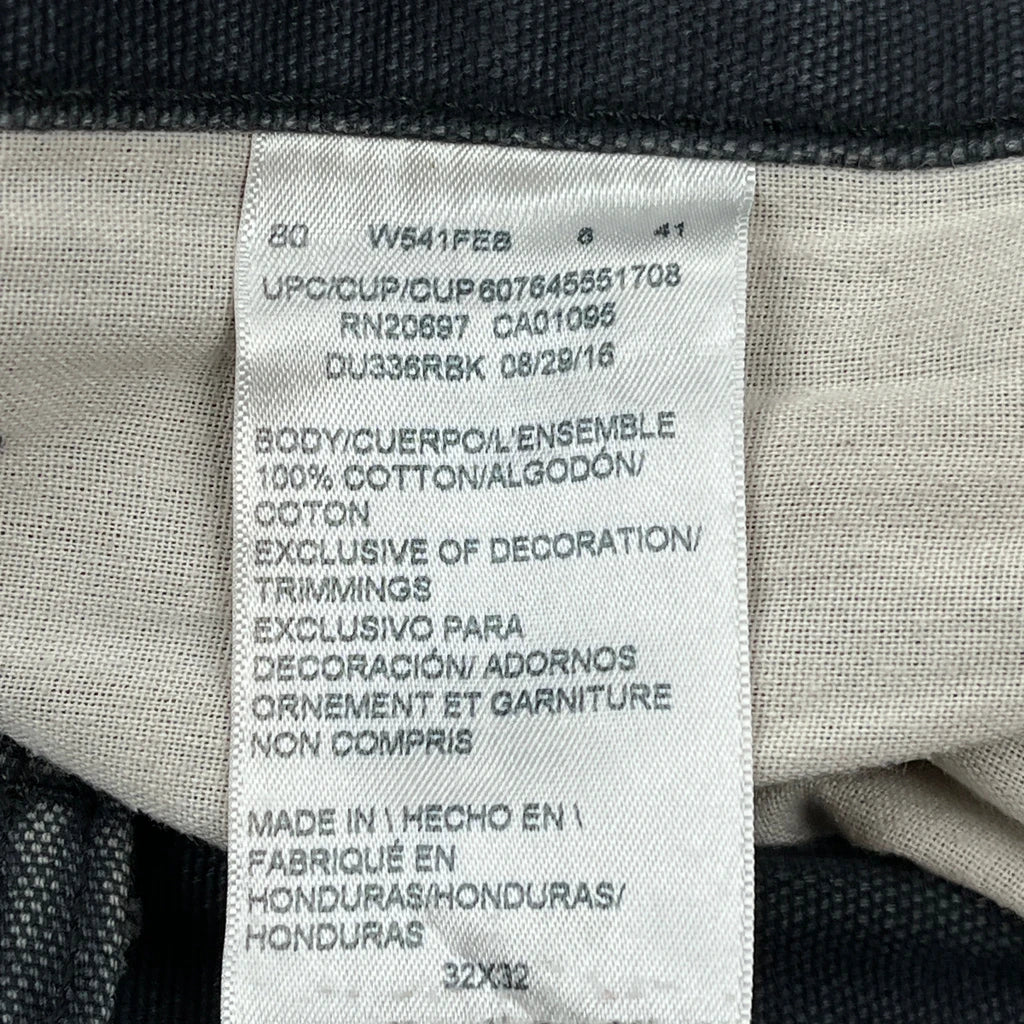 80 W541FEB 6 41
UPC/CUP/CUP607645551708
RN20697 CA01095
DU336RBK 08/29/16
BODY/CUERPO/L'ENSEMBLE
100% COTTON/ALGODÓN/
COTON
EXCLUSIVE OF DECORATION/
TRIMMINGS
EXCLUSIVO PARA
DECORACIÓN/ ADORNOS
ORNEMENT ET GARNITURE
NON COMPRIS
MADE IN \ HECHO EN \
FABRIQUÉ EN
HONDURAS/HONDURAS/
HONDURAS
32X32